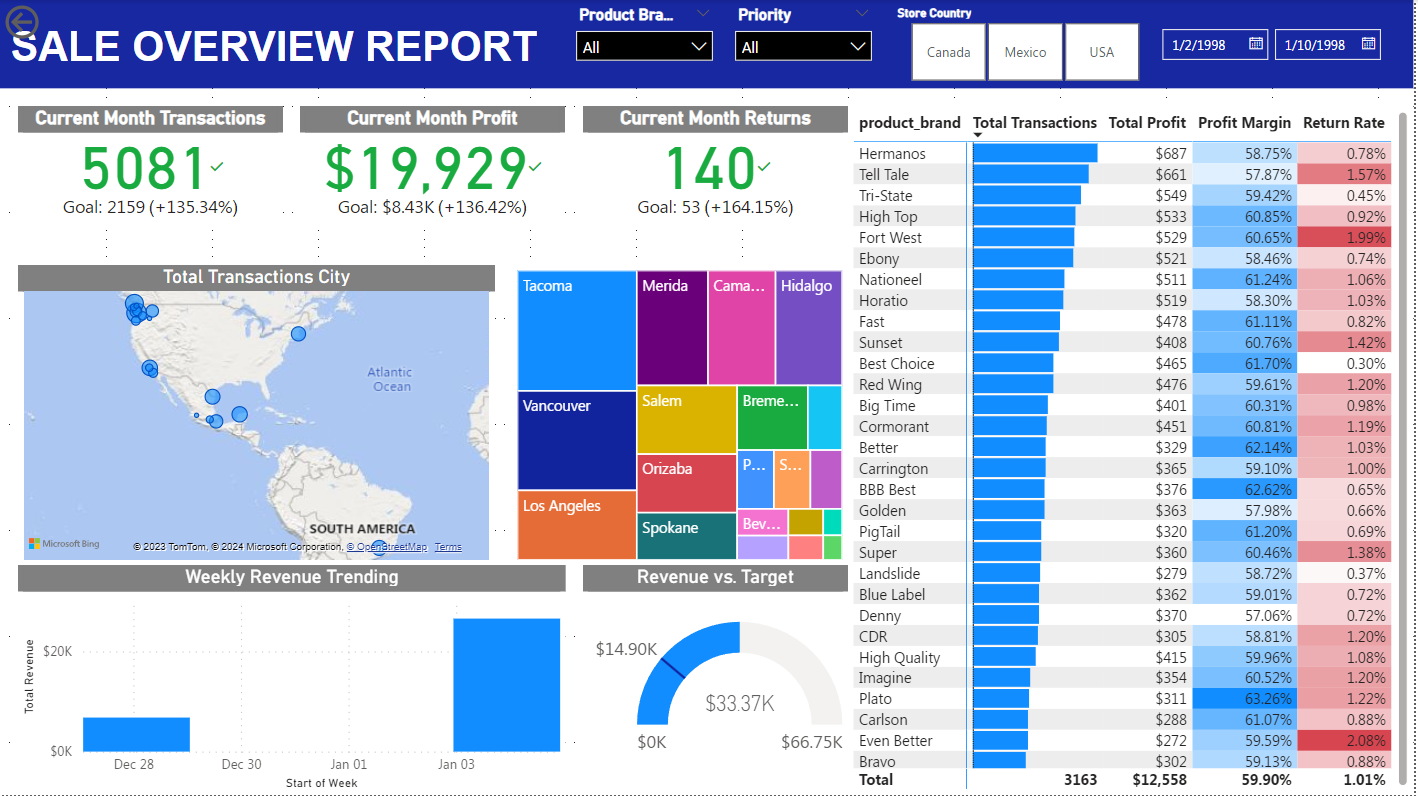 SALE OVERVIEW REPORT
Product Bra...
All
Priority
All
Store Country
Canada
Mexico
USA
1/2/1998
1/10/1998
Current Month Transactions
5081
Goal: 2159 (+135.34%)
Current Month Profit
$19,929
Goal: $8.43K (+136.42%)
Current Month Returns
140
Goal: 53 (+164.15%)
Total Transactions City
Atlantic
Ocean
SOUTH AMERICA
Microsoft Bing
© 2023 TomTom, © 2024 Microsoft Corporation, © OpenStreetMap Terms
Tacoma
Vancouver
Los Angeles
Merida
Cama...
Hidalgo
Salem
Orizaba
Spokane
Breme...
P...
S...
Bev...
Weekly Revenue Trending
Total Revenue
$20K
$0K
Dec 28
Dec 30
Jan 01
Jan 03
Start of Week
Revenue vs. Target
$14.90K
$33.37K
$0K
$66.75K
product_brand Total Transactions Total Profit Profit Margin Return Rate
Hermanos $687 58.75% 0.78%
Tell Tale $661 57.87% 1.57%
Tri-State $549 59.42% 0.45%
High Top $533 60.85% 0.92%
Fort West $529 60.65% 1.99%
Ebony $521 58.46% 0.74%
Nationeel $511 61.24% 1.06%
Horatio $519 58.30% 1.03%
Fast $478 61.11% 0.82%
Sunset $408 60.76% 1.42%
Best Choice $465 61.70% 0.30%
Red Wing $476 59.61% 1.20%
Big Time $401 60.31% 0.98%
Cormorant $451 60.81% 1.19%
Better $329 62.14% 1.03%
Carrington $365 59.10% 1.00%
BBB Best $376 62.62% 0.65%
Golden $363 57.98% 0.66%
PigTail $320 61.20% 0.69%
Super $360 60.46% 1.38%
Landslide $279 58.72% 0.37%
Blue Label $362 59.01% 0.72%
Denny $370 57.06% 0.72%
CDR $305 58.81% 1.20%
High Quality $415 59.96% 1.08%
Imagine $354 60.52% 1.20%
Plato $311 63.26% 1.22%
Carlson $288 61.07% 0.88%
Even Better $272 59.59% 2.08%
Bravo $302 59.13% 0.88%
Total 3163 $12,558 59.90% 1.01%